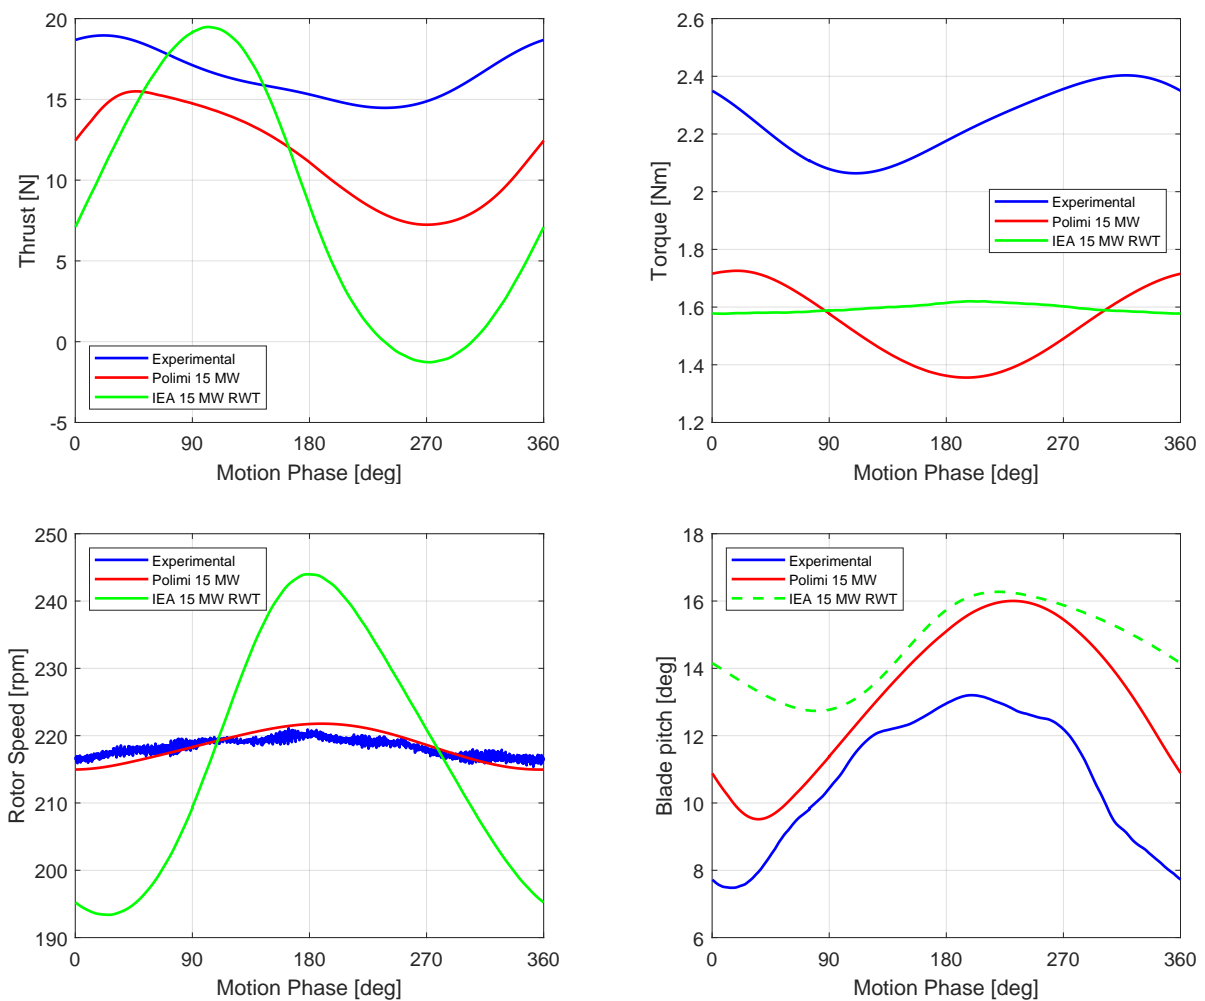 20
15
10
5
0
-5
Thrust [N]
Experimental
Polimi 15 MW
IEA 15 MW RWT
0 90 180 270 360
Motion Phase [deg]
2.6
2.4
2.2
2
1.8
1.6
1.4
1.2
Torque [Nm]
Experimental
Polimi 15 MW
IEA 15 MW RWT
0 90 180 270 360
Motion Phase [deg]
250
240
230
220
210
200
190
Rotor Speed [rpm]
Experimental
Polimi 15 MW
IEA 15 MW RWT
0 90 180 270 360
Motion Phase [deg]
18
16
14
12
10
8
6
Blade pitch [deg]
Experimental
Polimi 15 MW
IEA 15 MW RWT
0 90 180 270 360
Motion Phase [deg]